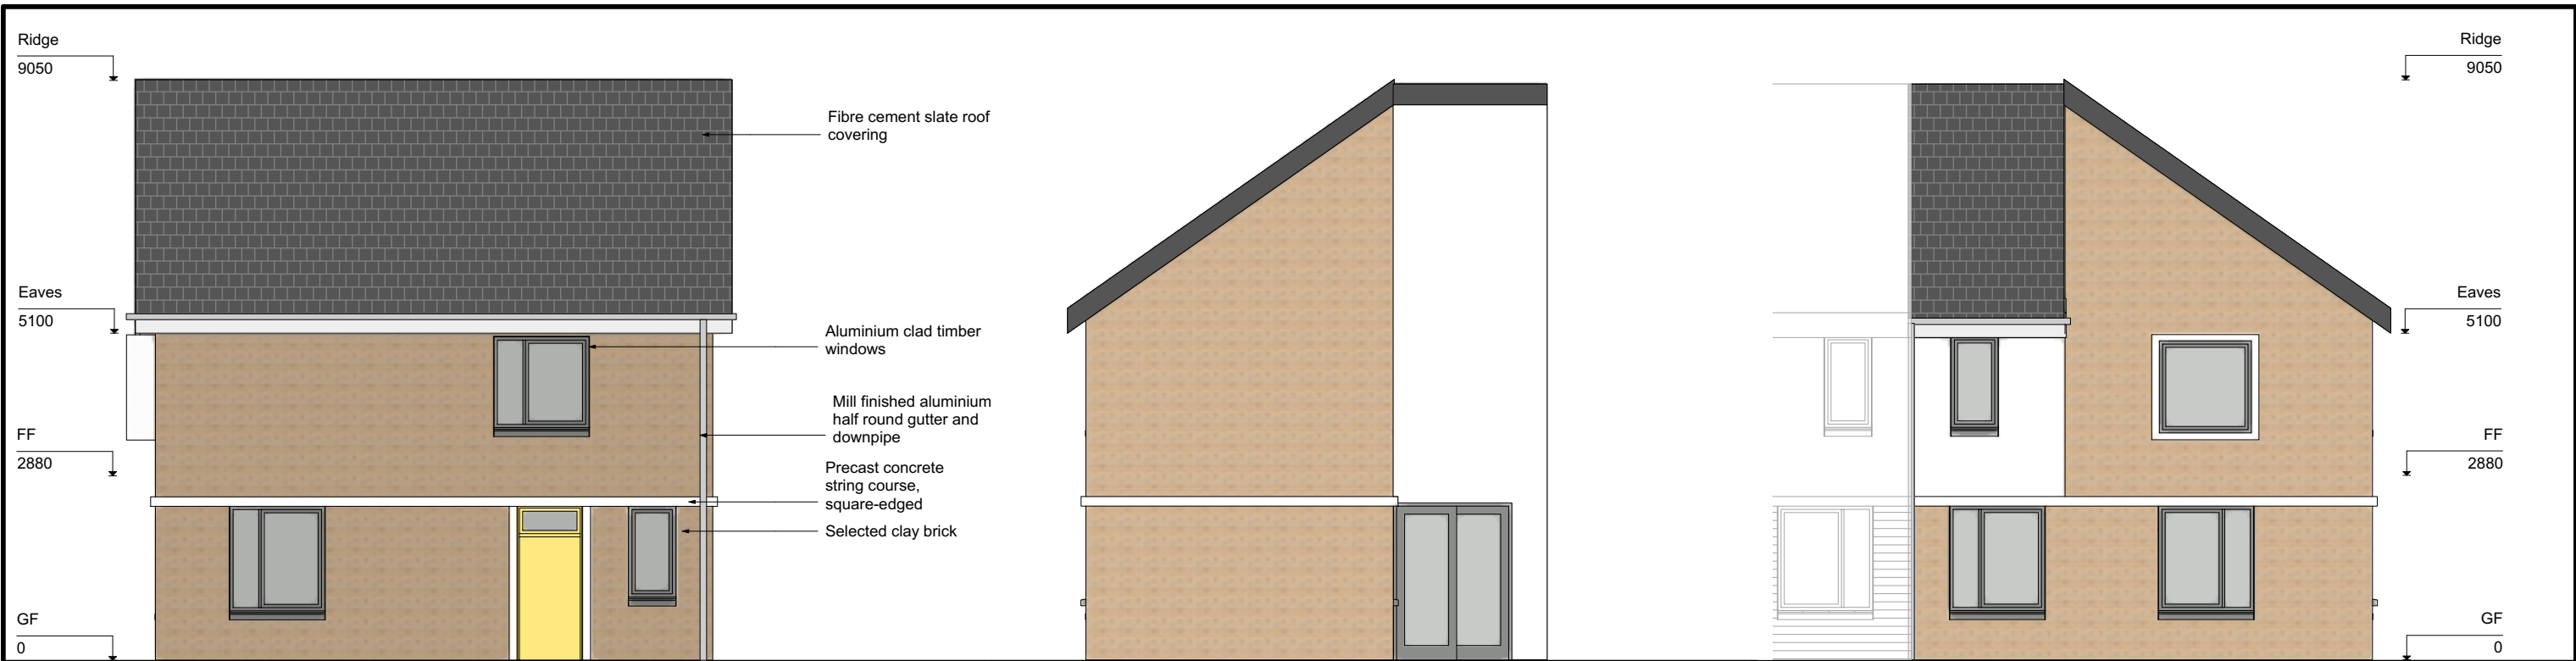 Ridge
9050
Eaves
5100
FF
2880
GF
0
Fibre cement slate roof
covering
Aluminium clad timber
windows
Mill finished aluminium
half round gutter and
downpipe
Precast concrete
string course,
square-edged
Selected clay brick
Ridge
9050
Eaves
5100
FF
2880
GF
0